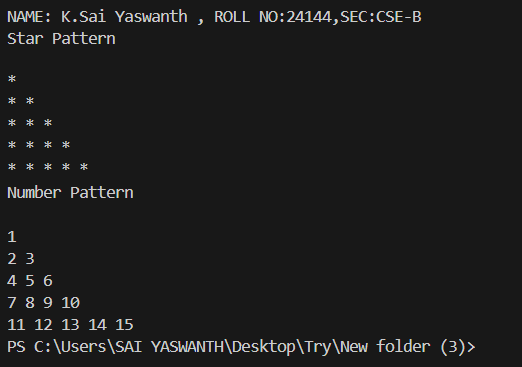 NAME: K.Sai Yaswanth , ROLL NO:24144,SEC:CSE-B
Star Pattern
*
* *
* * *
* * * *
* * * * *
Number Pattern
1
2 3
4 5 6
7 8 9 10
11 12 13 14 15
PS C:\Users\SAI YASWANTH\Desktop\Try\New folder (3)>